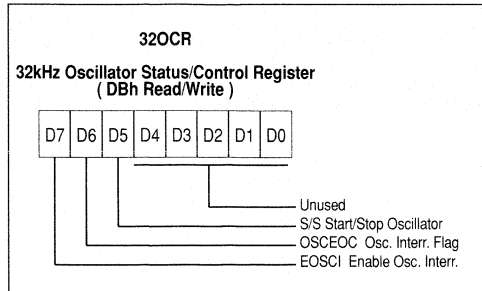 32OCR
32kHz Oscillator Status/Control Register
( DBh Read/Write )
D7 D6 D5 D4 D3 D2 D1 D0
Unused
S/S Start/Stop Oscillator
OSCEOC Osc. Interr. Flag
EOSCI Enable Osc. Interr.